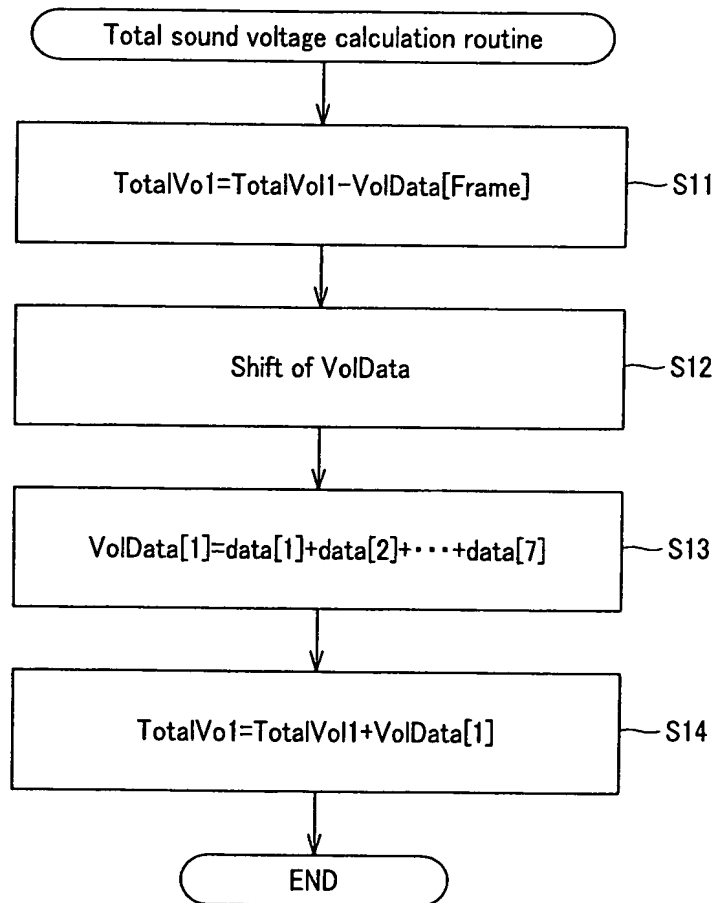 Total sound voltage calculation routine
TotalVo1=TotalVol1-VolData[Frame]
S11
Shift of VolData
S12
VolData[1]=data[1]+data[2]+···+data[7]
S13
TotalVo1=TotalVol1+VolData[1]
S14
END